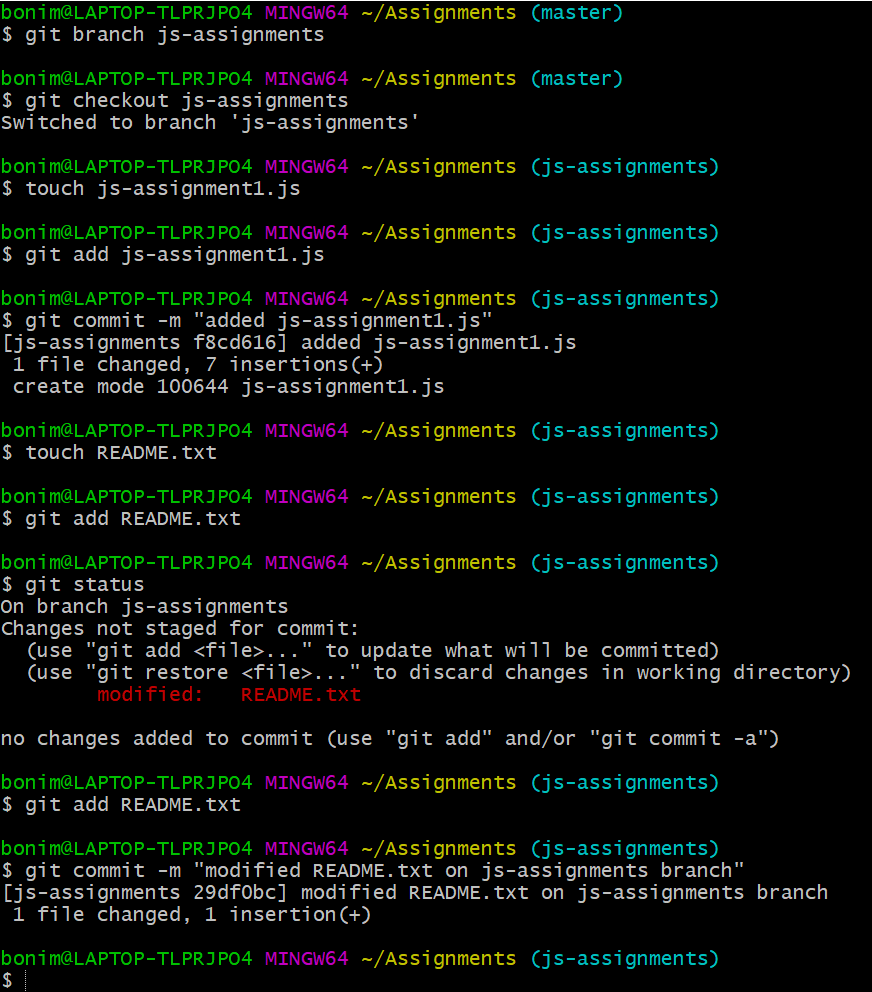 bonim@LAPTOP-TLPRJPO4 MINGW64 ~/Assignments (master)
$ git branch js-assignments
bonim@LAPTOP-TLPRJPO4 MINGW64 ~/Assignments (master)
$ git checkout js-assignments
Switched to branch 'js-assignments'
bonim@LAPTOP-TLPRJPO4 MINGW64 ~/Assignments (js-assignments)
$ touch js-assignment1.js
bonim@LAPTOP-TLPRJPO4 MINGW64 ~/Assignments (js-assignments)
$ git add js-assignment1.js
bonim@LAPTOP-TLPRJPO4 MINGW64 ~/Assignments (js-assignments)
$ git commit -m "added js-assignment1.js"
[js-assignments f8cd616] added js-assignment1.js
 1 file changed, 7 insertions(+)
 create mode 100644 js-assignment1.js
bonim@LAPTOP-TLPRJPO4 MINGW64 ~/Assignments (js-assignments)
$ touch README.txt
bonim@LAPTOP-TLPRJPO4 MINGW64 ~/Assignments (js-assignments)
$ git add README.txt
bonim@LAPTOP-TLPRJPO4 MINGW64 ~/Assignments (js-assignments)
$ git status
On branch js-assignments
Changes not staged for commit:
  (use "git add <file>..." to update what will be committed)
  (use "git restore <file>..." to discard changes in working directory)
        modified:   README.txt
no changes added to commit (use "git add" and/or "git commit -a")
bonim@LAPTOP-TLPRJPO4 MINGW64 ~/Assignments (js-assignments)
$ git add README.txt
bonim@LAPTOP-TLPRJPO4 MINGW64 ~/Assignments (js-assignments)
$ git commit -m "modified README.txt on js-assignments branch"
[js-assignments 29df0bc] modified README.txt on js-assignments branch
 1 file changed, 1 insertion(+)
bonim@LAPTOP-TLPRJPO4 MINGW64 ~/Assignments (js-assignments)
$